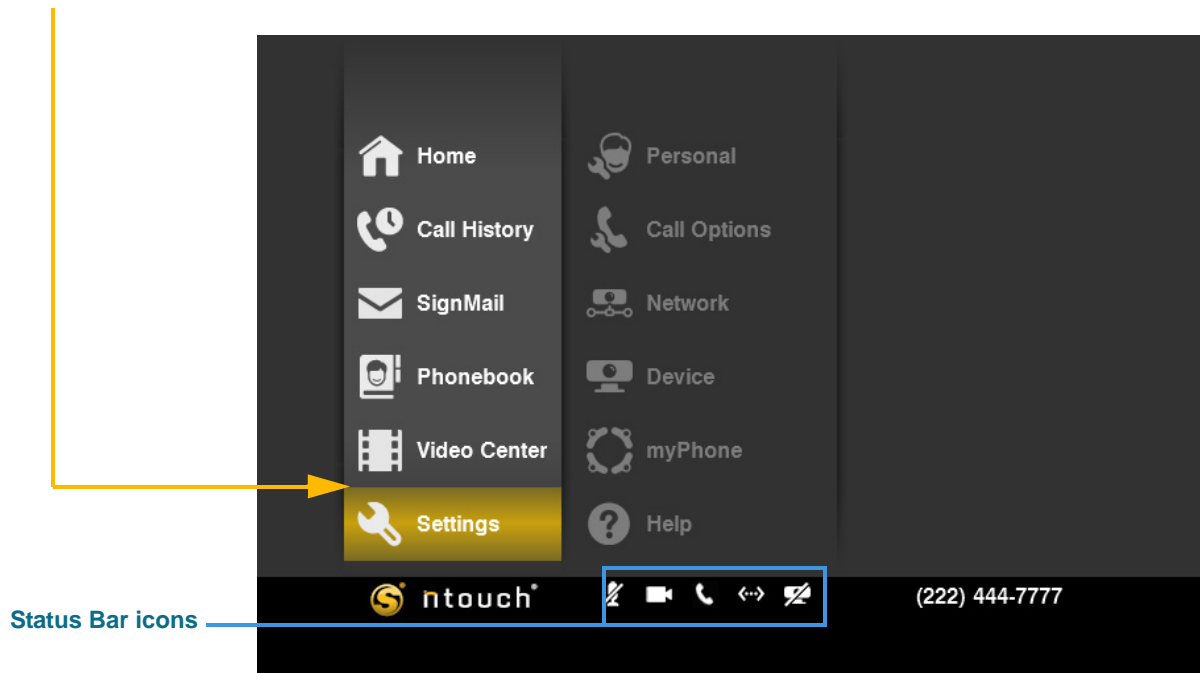 Home
Personal
Call History
Call Options
SignMail
Network
Phonebook
Device
Video Center
myPhone
Settings
Help
Status Bar icons
ntouch®
(222) 444-7777